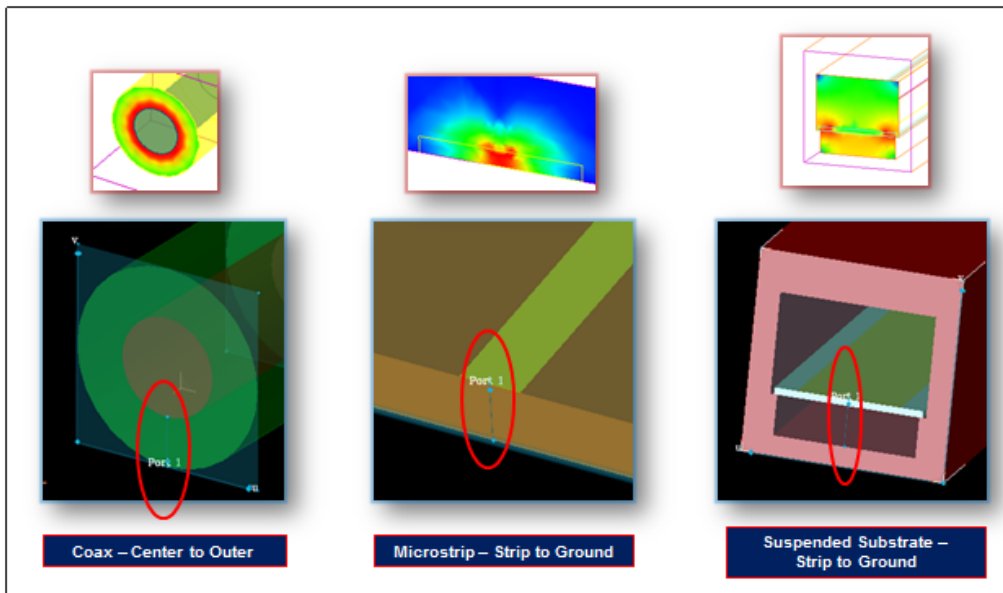 v
Port 1
u
Coax – Center to Outer
Port 1
Microstrip – Strip to Ground
Port 1
Suspended Substrate –
Strip to Ground